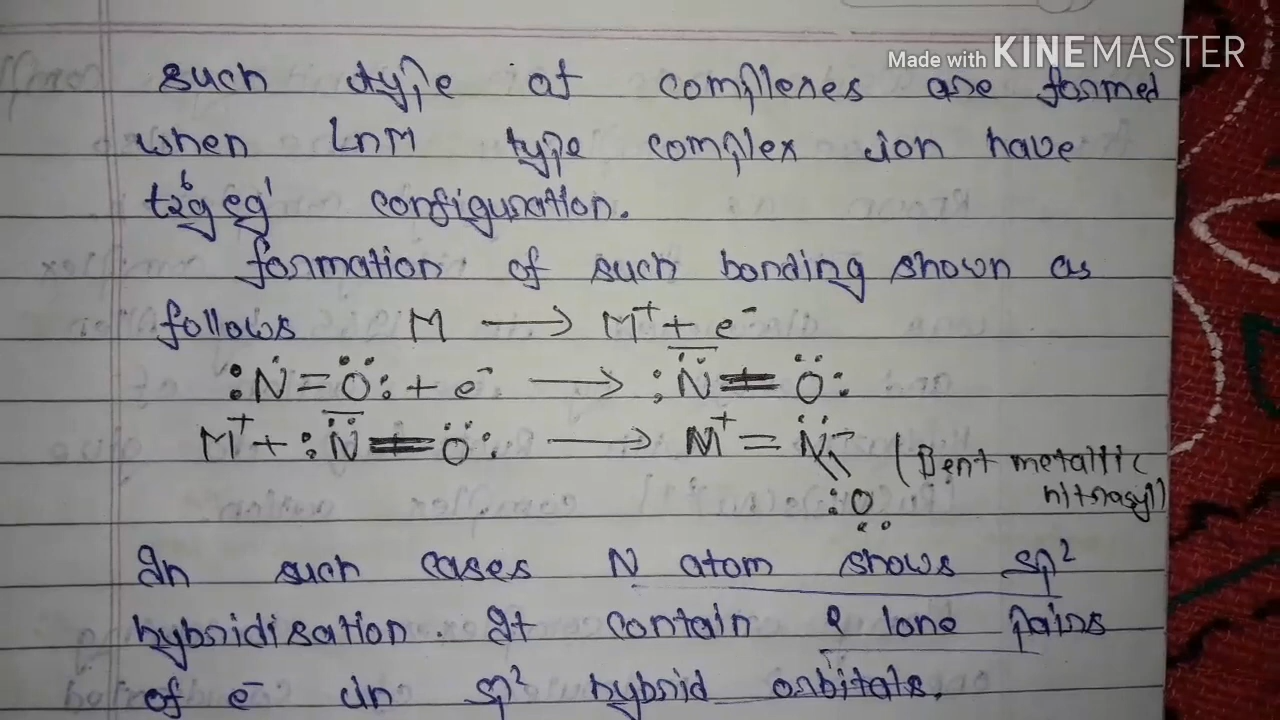 Made with KINEMASTER
such type of complexes are formed
when LnM type complex ion have
t2g⁶ eg¹ configuration.
formation of such bonding shown as
follows M ⟶ M⁺ + e⁻
:N̈=Ö: + e⁻ ⟶ :N̈=Ö:
M⁺ + :N̈=Ö: ⟶ M⁺=N̈ (Bent metallic
nitrosyl)
:O
In such cases N atom shows sp²
hybridisation. It contain 2 lone pairs
of e⁻ in sp² hybrid orbitals.